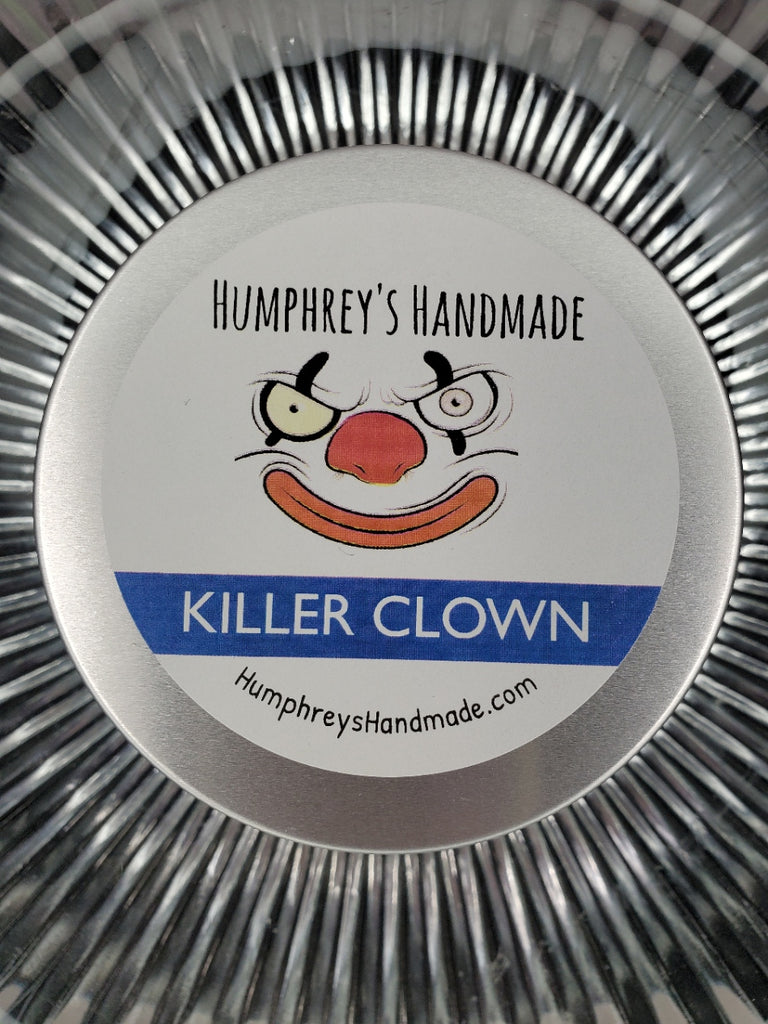 HUMPHREY'S HANDMADE
KILLER CLOWN
HumphreysHandmade.com